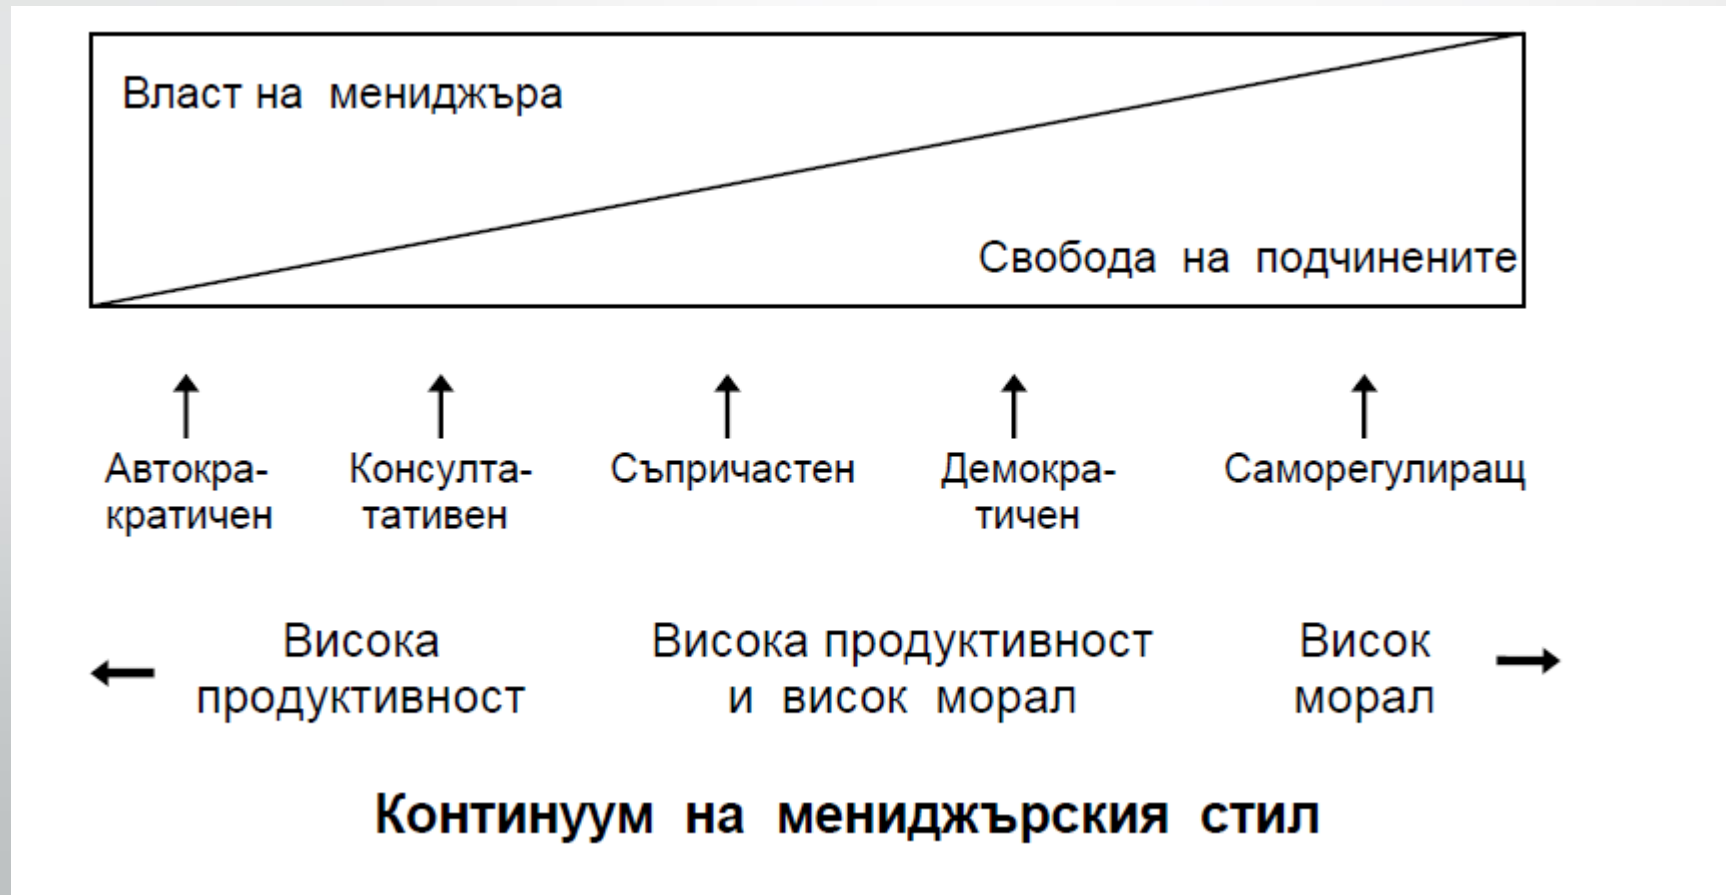 Власт на мениджъра
Свобода на подчинените
Автокра-
кратичен
Консулта-
тативен
Съпричастен
Демокра-
тичен
Саморегулиращ
Висока
продуктивност
Висока продуктивност
и висок морал
Висок
морал
Континуум на мениджърския стил